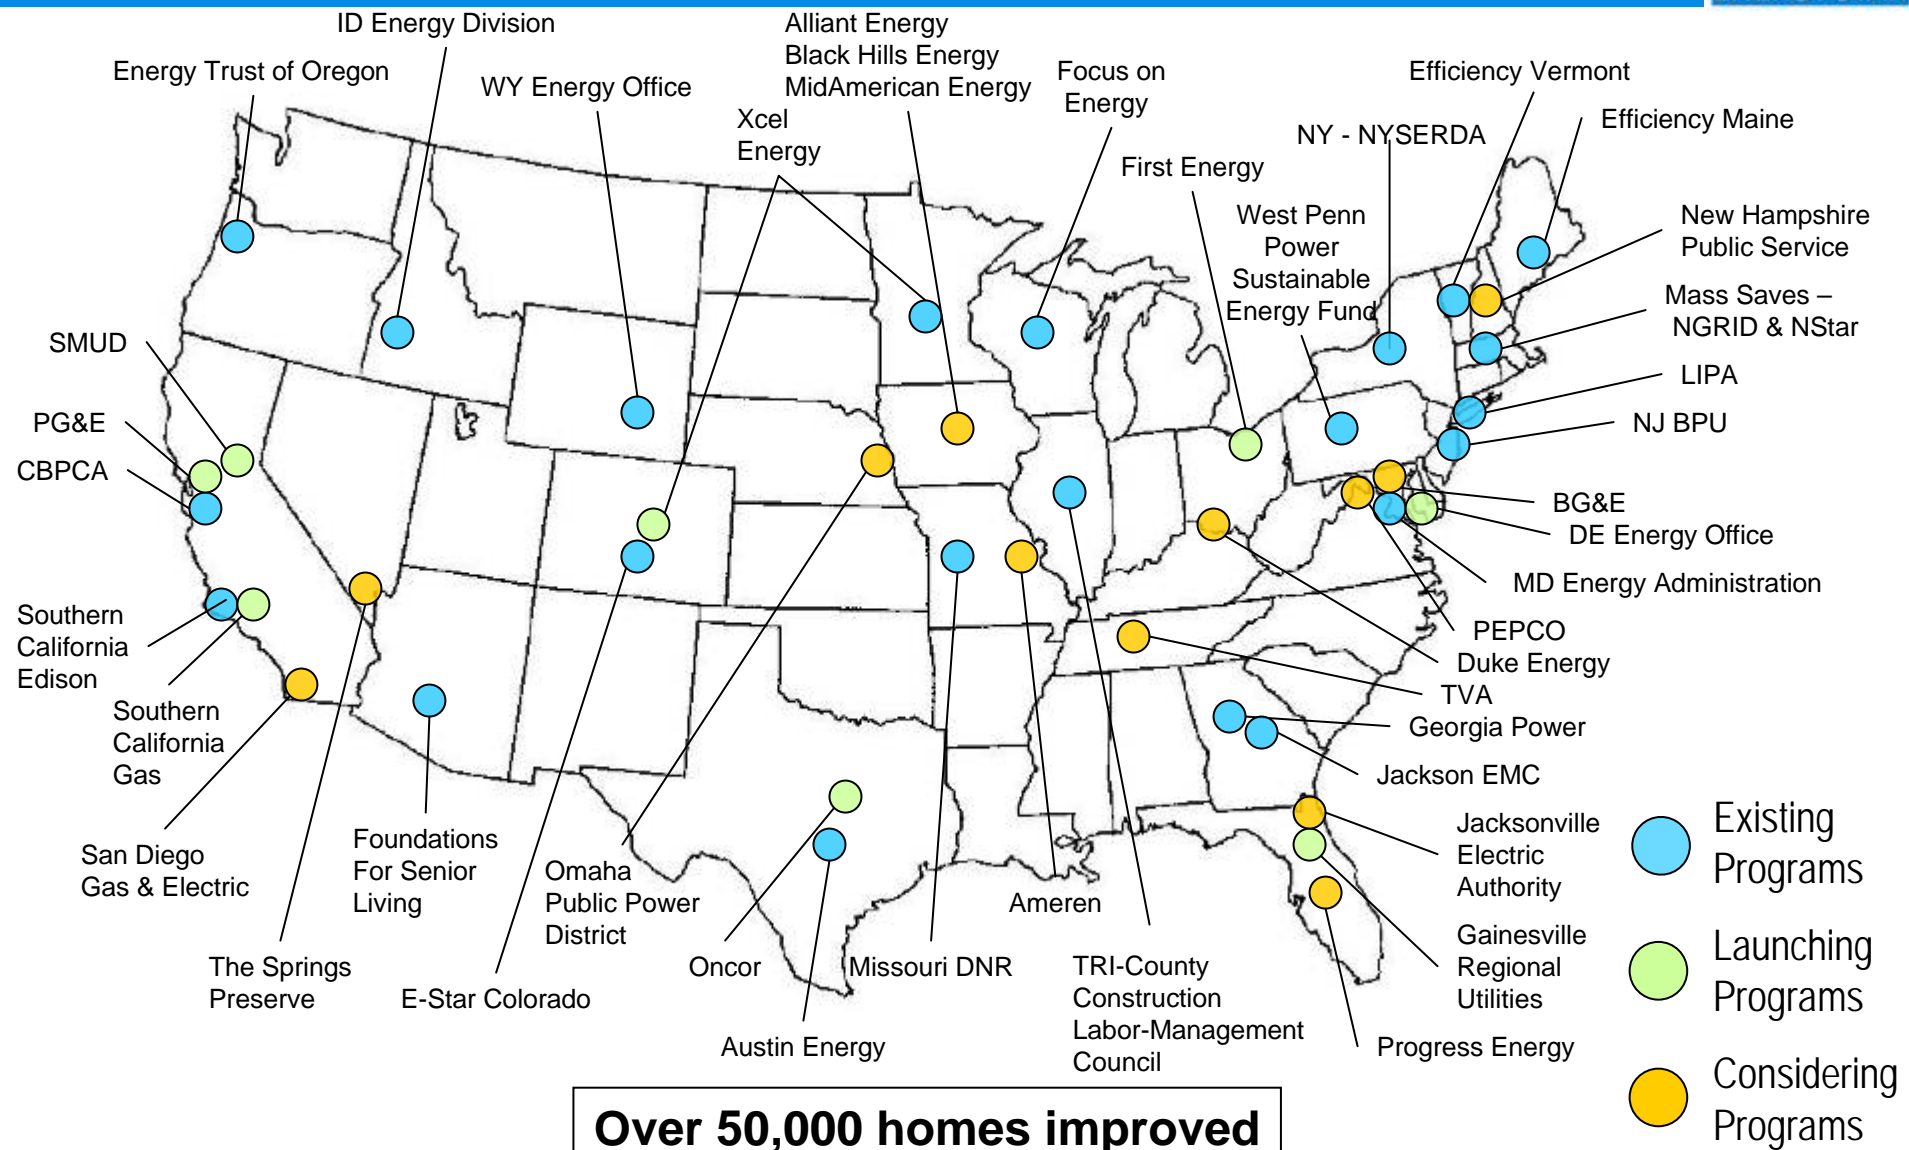 ID Energy Division
Alliant Energy
Black Hills Energy
MidAmerican Energy
Energy Trust of Oregon
WY Energy Office
Xcel
Energy
Focus on
Energy
Efficiency Vermont
NY - NYSERDA
Efficiency Maine
First Energy
West Penn
Power
Sustainable
Energy Fund
New Hampshire
Public Service
Mass Saves –
NGRID & NStar
LIPA
NJ BPU
SMUD
PG&E
CBPCA
BG&E
DE Energy Office
MD Energy Administration
PEPCO
Duke Energy
TVA
Georgia Power
Jackson EMC
Southern
California
Edison
Southern
California
Gas
San Diego
Gas & Electric
The Springs
Preserve
Foundations
For Senior
Living
E-Star Colorado
Omaha
Public Power
District
Oncor
Austin Energy
Missouri DNR
Ameren
TRI-County
Construction
Labor-Management
Council
Jacksonville
Electric
Authority
Gainesville
Regional
Utilities
Progress Energy
Existing
Programs
Launching
Programs
Considering
Programs
Over 50,000 homes improved